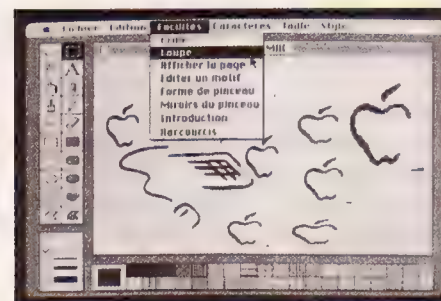 Fichier Edition Facilités Caractères Taille Style
Grille
Loupe
Afficher la page
Editer un motif
Forme de pinceau
Miroirs du pinceau
Introduction
Raccourcis
A